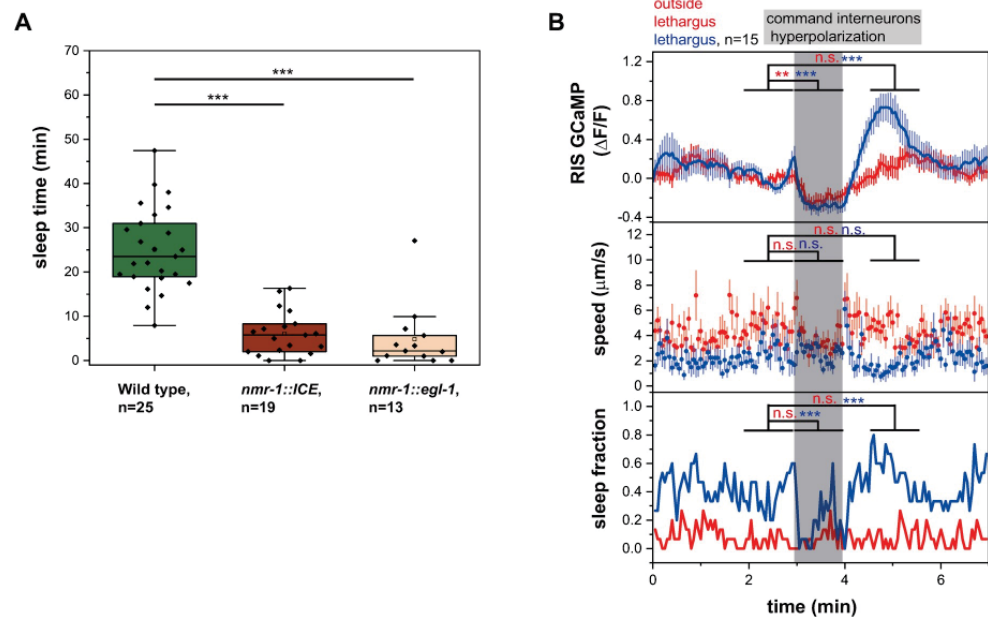 A
70
60
50
40
30
20
10
0
sleep time (min)
***
***
Wild type,
n=25
nmr-1::ICE,
n=19
nmr-1::egl-1,
n=13
B
outside
lethargus
lethargus, n=15
command interneurons
hyperpolarization
n.s. ***
** ***
1.2
0.8
0.4
0.0
-0.4
RIS GCaMP
(ΔF/F)
n.s. n.s.
n.s. n.s.
12
10
8
6
4
2
0
speed (μm/s)
n.s. ***
n.s. ***
1.0
0.8
0.6
0.4
0.2
0.0
sleep fraction
0
2
4
6
time (min)